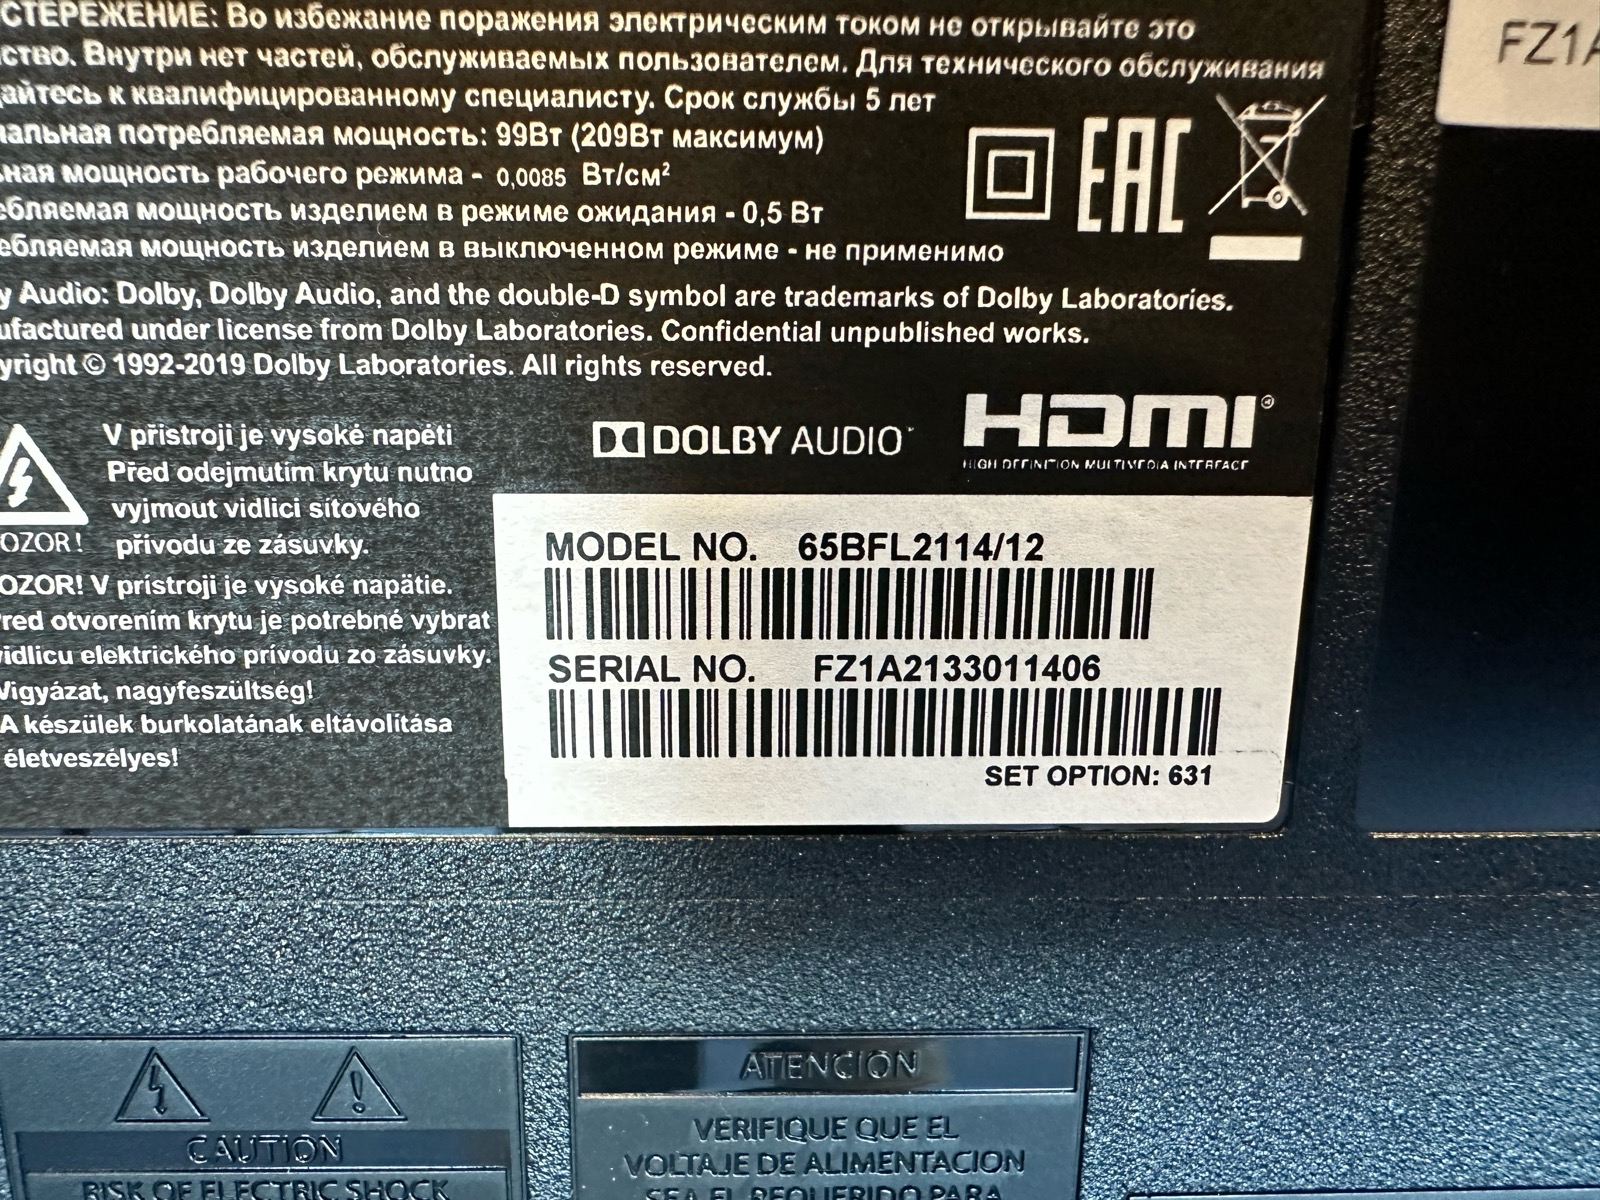 СТЕРЕЖЕНИЕ: Во избежание поражения электрическим током не открывайте это
ство. Внутри нет частей, обслуживаемых пользователем. Для технического обслуживания
айтесь к квалифицированному специалисту. Срок службы 5 лет
альная потребляемая мощность: 99Вт (209Вт максимум)
ная мощность рабочего режима - 0,0085 Вт/см²
ебляемая мощность изделием в режиме ожидания - 0,5 Вт
ебляемая мощность изделием в выключенном режиме - не применимо
EAC
FZ1A
y Audio: Dolby, Dolby Audio, and the double-D symbol are trademarks of Dolby Laboratories.
ufactured under license from Dolby Laboratories. Confidential unpublished works.
yright © 1992-2019 Dolby Laboratories. All rights reserved.
DOLBY AUDIO™
HDMI®
HIGH DEFINITION MULTIMEDIA INTERFACE
V přístroji je vysoké napětí
Před odejmutím krytu nutno
vyjmout vidlici síťového
OZOR! přívodu ze zásuvky.
OZOR! V prístroji je vysoké napätie.
red otvorením krytu je potrebné vybrat
vidlicu elektrického prívodu zo zásuvky.
Vigyázat, nagyfeszültség!
A készülek burkolatának eltávolítása
életveszélyes!
MODEL NO. 65BFL2114/12
SERIAL NO. FZ1A2133011406
SET OPTION: 631
CAUTION
RISK OF ELECTRIC SHOCK
ATENCION
VERIFIQUE QUE EL
VOLTAJE DE ALIMENTACION
SEA EL REQUERIDO PARA